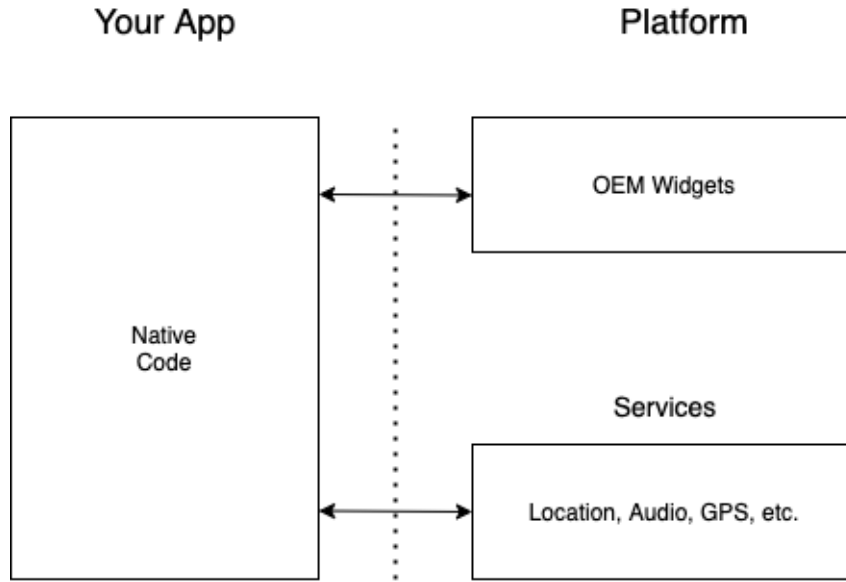 Your App
Platform
OEM Widgets
Native
Code
Services
Location, Audio, GPS, etc.